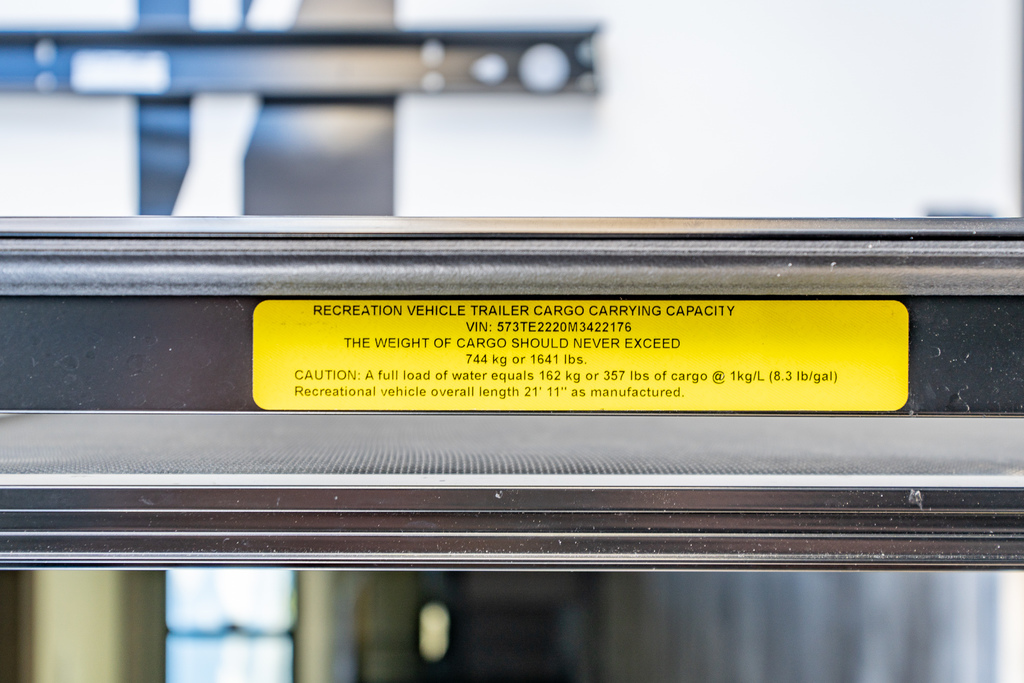 RECREATION VEHICLE TRAILER CARGO CARRYING CAPACITY
VIN: 573TE2220M3422176
THE WEIGHT OF CARGO SHOULD NEVER EXCEED
744 kg or 1641 lbs.
CAUTION: A full load of water equals 162 kg or 357 lbs of cargo @ 1kg/L (8.3 lb/gal)
Recreational vehicle overall length 21' 11" as manufactured.